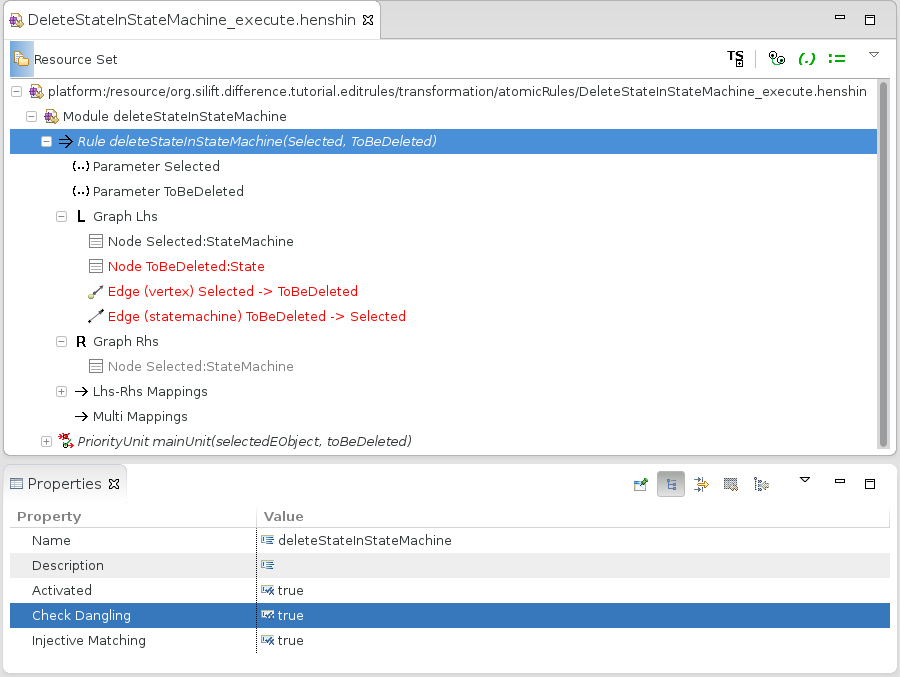 DeleteStateInStateMachine_execute.henshin
Resource Set
TS
(.)
platform:/resource/org.silift.difference.tutorial.editrules/transformation/atomicRules/DeleteStateInStateMachine_execute.henshin
Module deleteStateInStateMachine
Rule deleteStateInStateMachine(Selected, ToBeDeleted)
(..) Parameter Selected
(..) Parameter ToBeDeleted
L Graph Lhs
Node Selected:StateMachine
Node ToBeDeleted:State
Edge (vertex) Selected -> ToBeDeleted
Edge (statemachine) ToBeDeleted -> Selected
R Graph Rhs
Node Selected:StateMachine
Lhs-Rhs Mappings
Multi Mappings
PriorityUnit mainUnit(selectedEObject, toBeDeleted)
Properties
Property Value
Name deleteStateInStateMachine
Description
Activated true
Check Dangling true
Injective Matching true